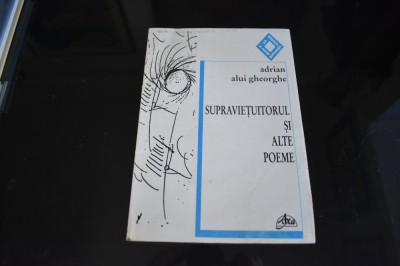 adrian
alui gheorghe
SUPRAVIEȚUITORUL
ȘI
ALTE
POEME